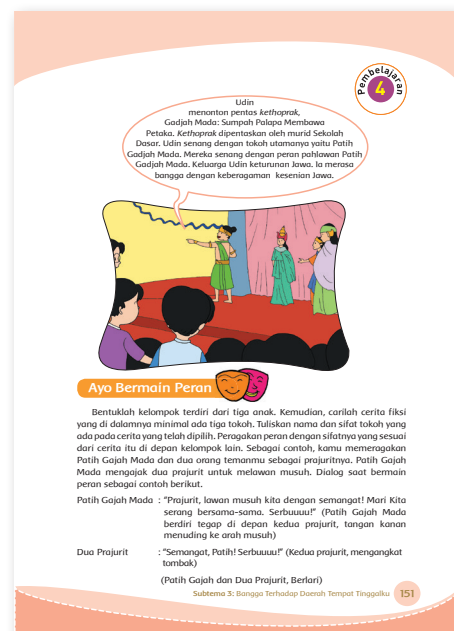 Pembelajaran
4
Udin
menonton pentas kethoprak,
Gadjah Mada: Sumpah Palapa Membawa
Petaka. Kethoprak dipentaskan oleh murid Sekolah
Dasar. Udin senang dengan tokoh utamanya yaitu Patih
Gadjah Mada. Mereka senang dengan peran pahlawan Patih
Gadjah Mada. Keluarga Udin keturunan Jawa. Ia merasa
bangga dengan keberagaman kesenian Jawa.
Ayo Bermain Peran
Bentuklah kelompok terdiri dari tiga anak. Kemudian, carilah cerita fiksi
yang di dalamnya minimal ada tiga tokoh. Tuliskan nama dan sifat tokoh yang
ada pada cerita yang telah dipilih. Peragakan peran dengan sifatnya yang sesuai
dari cerita itu di depan kelompok lain. Sebagai contoh, kamu memeragakan
Patih Gajah Mada dan dua orang temanmu sebagai prajuritnya. Patih Gajah
Mada mengajak dua prajurit untuk melawan musuh. Dialog saat bermain
peran sebagai contoh berikut.
Patih Gajah Mada : “Prajurit, lawan musuh kita dengan semangat! Mari Kita
serang bersama-sama. Serbuuuu!” (Patih Gajah Mada
berdiri tegap di depan kedua prajurit, tangan kanan
menuding ke arah musuh)
Dua Prajurit : “Semangat, Patih! Serbuuuu!” (Kedua prajurit, mengangkat
tombak)
(Patih Gajah dan Dua Prajurit, Berlari)
Subtema 3: Bangga Terhadap Daerah Tempat Tinggalku 151